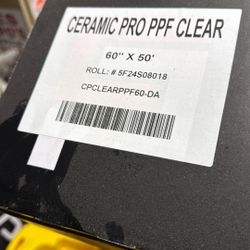 CERAMIC PRO PPF CLEAR
60" X 50'
ROLL: # 5F24S08018
CPCLEARPPF60-DA